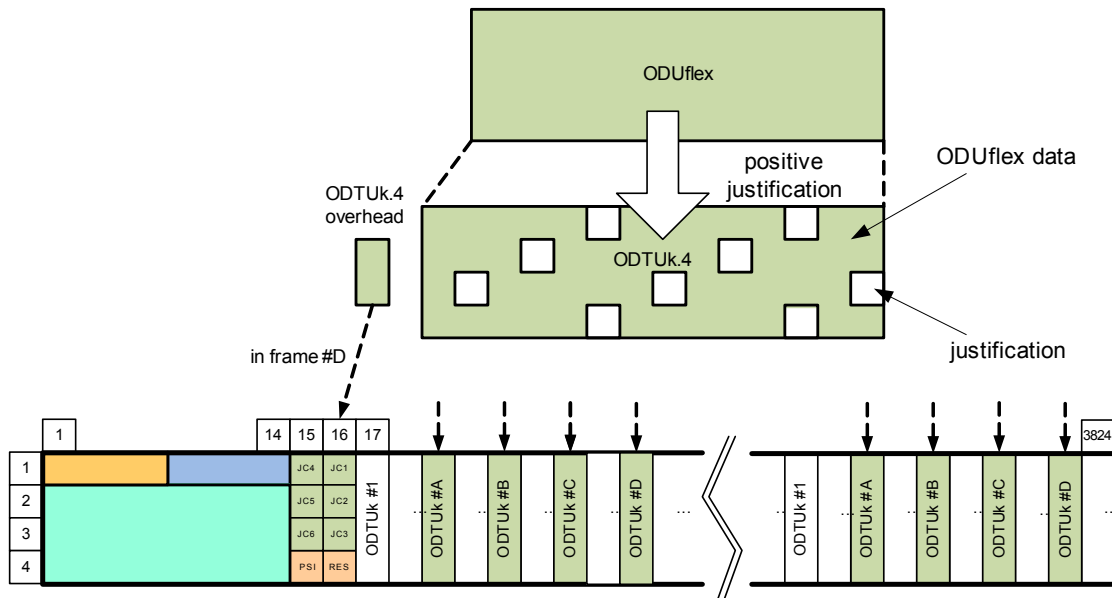 ODUflex
positive
justification
ODUflex data
ODTUk.4
overhead
ODTUk.4
in frame #D
justification
1 14 15 16 17 3824
1 JC4 JC1
2 JC5 JC2
3 JC6 JC3
4 PSI RES
ODTUk #1
...
ODTUk #A
...
ODTUk #B
...
ODTUk #C
...
ODTUk #D
...
ODTUk #1
...
ODTUk #A
...
ODTUk #B
...
ODTUk #C
...
ODTUk #D
...